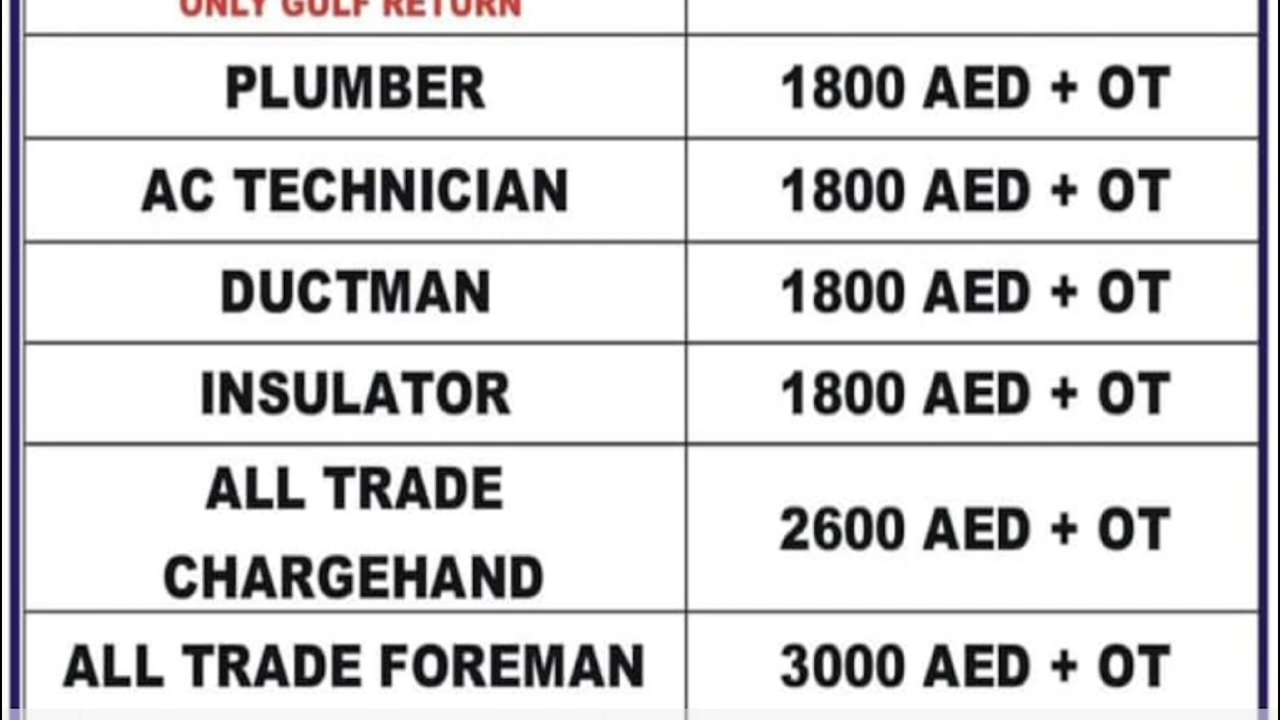 ONLY GULF RETURN
PLUMBER 1800 AED + OT
AC TECHNICIAN 1800 AED + OT
DUCTMAN 1800 AED + OT
INSULATOR 1800 AED + OT
ALL TRADE
CHARGEHAND 2600 AED + OT
ALL TRADE FOREMAN 3000 AED + OT